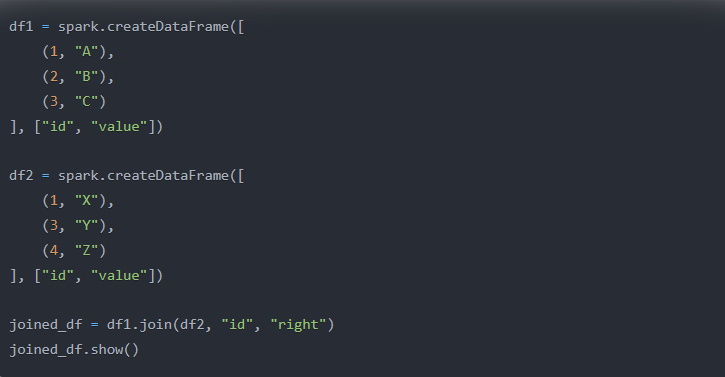 df1 = spark.createDataFrame([
    (1, "A"),
    (2, "B"),
    (3, "C")
], ["id", "value"])

df2 = spark.createDataFrame([
    (1, "X"),
    (3, "Y"),
    (4, "Z")
], ["id", "value"])

joined_df = df1.join(df2, "id", "right")
joined_df.show()